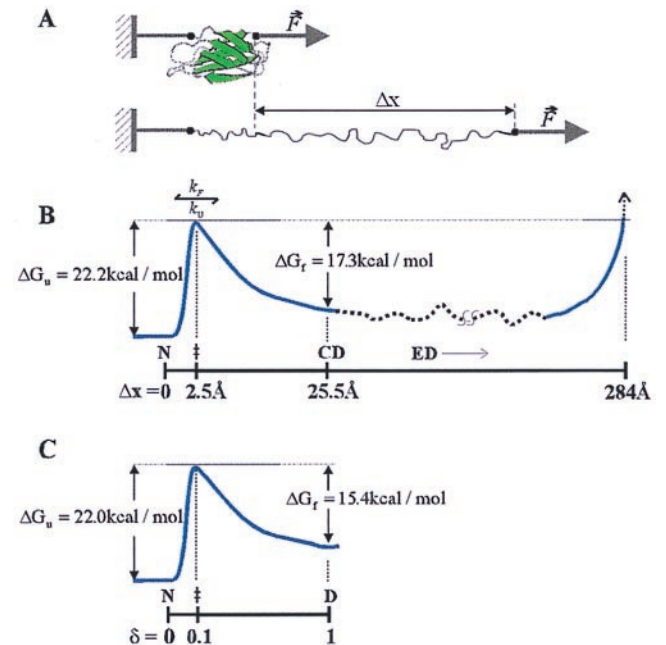 A
F
Δx
F
B
k_F
k_U
ΔG_u = 22.2kcal / mol
ΔG_f = 17.3kcal / mol
N ‡ CD ED
Δx = 0 2.5Å 25.5Å 284Å
C
ΔG_u = 22.0kcal / mol
ΔG_f = 15.4kcal / mol
N ‡ D
δ = 0 0.1 1